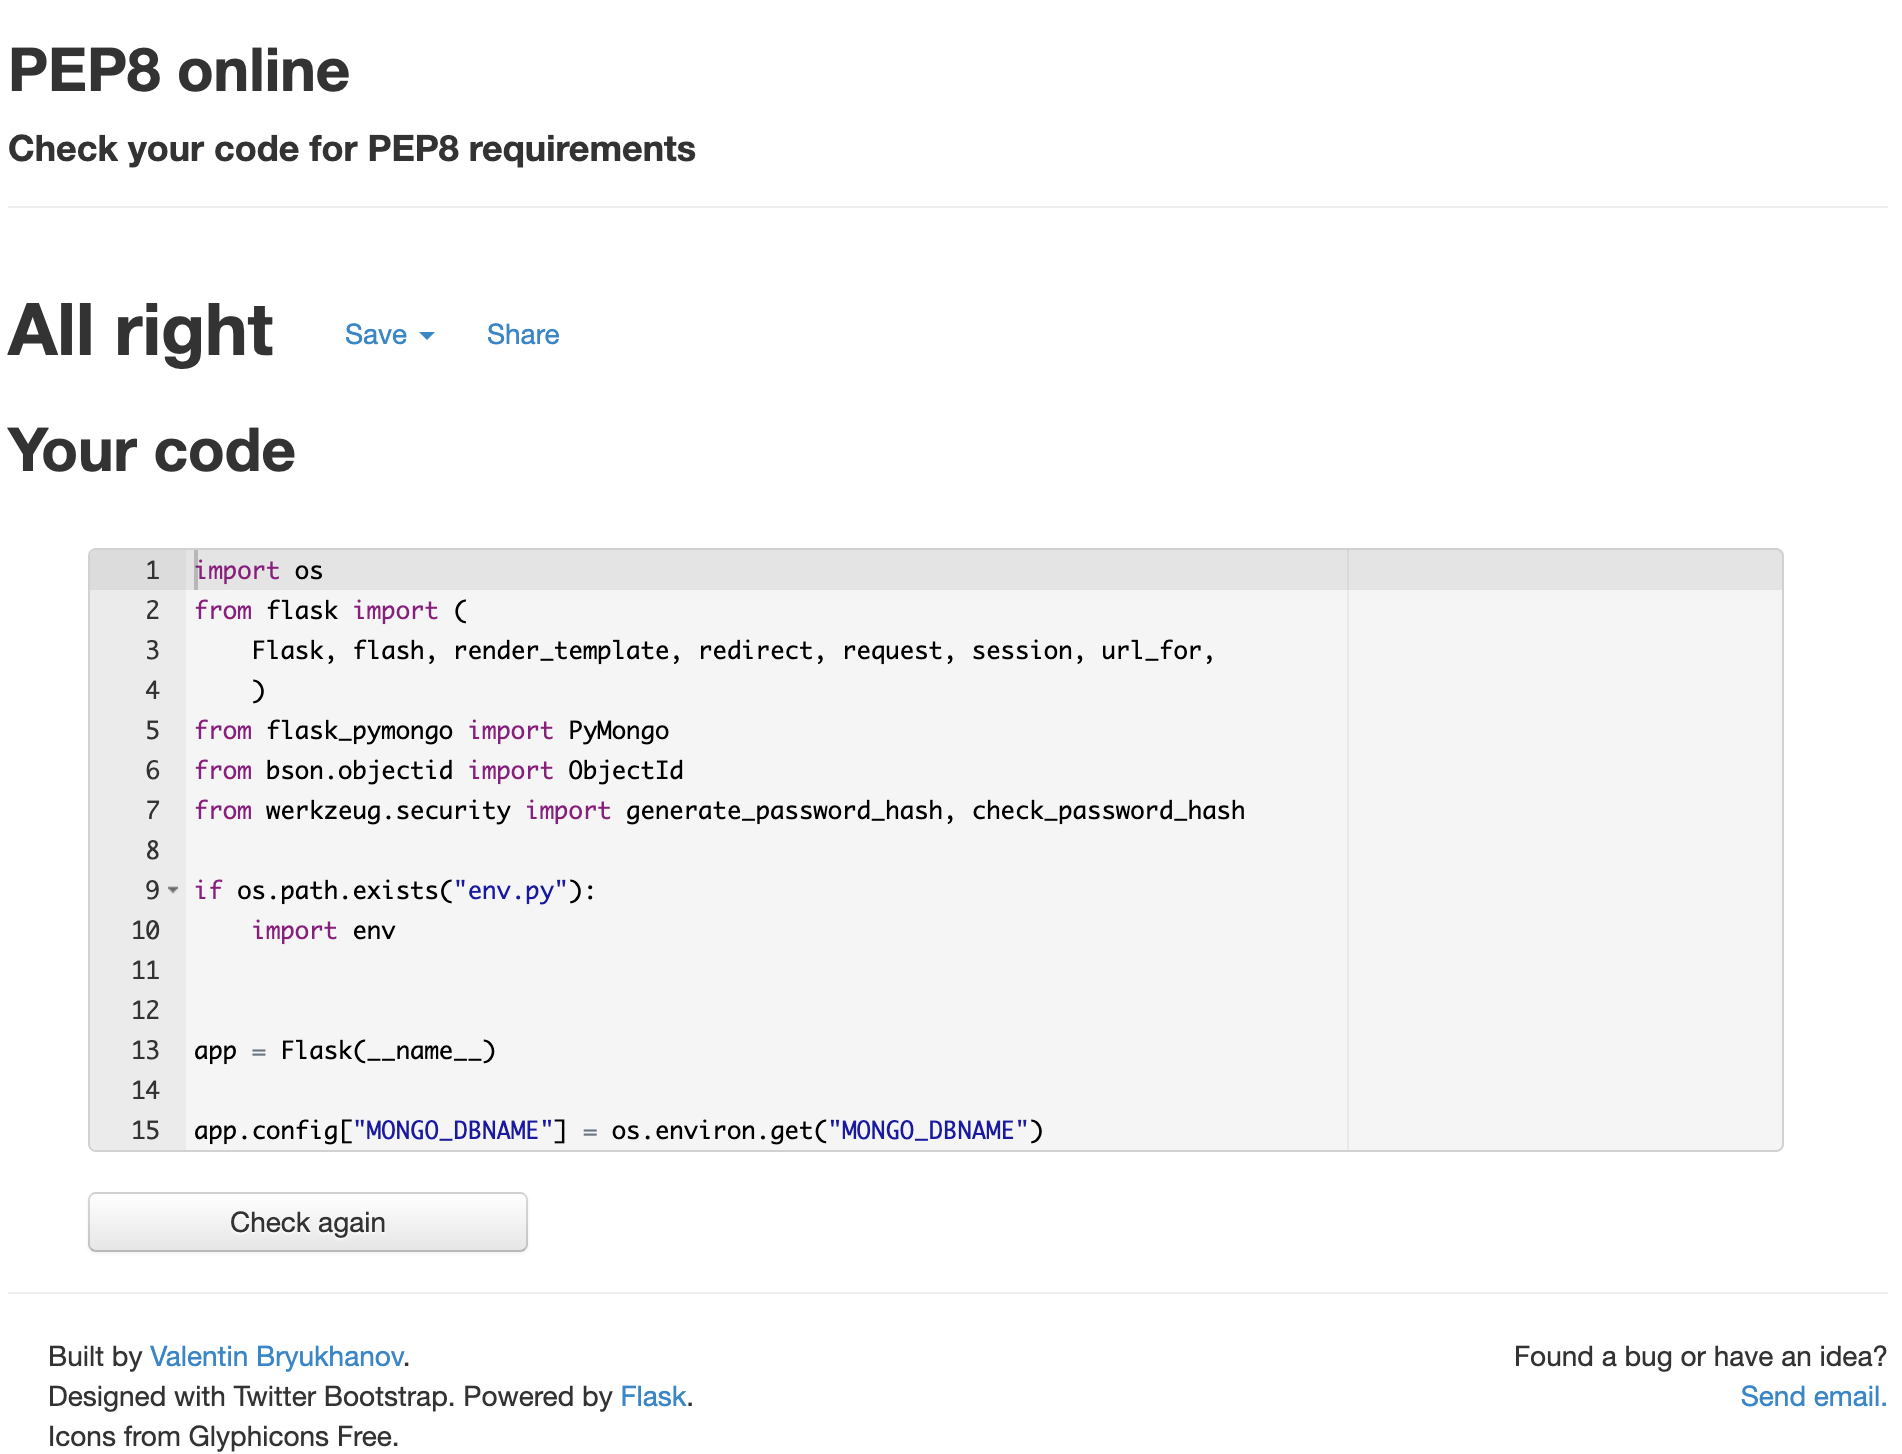 PEP8 online
Check your code for PEP8 requirements
All right Save Share
Your code
1 import os
2 from flask import (
3     Flask, flash, render_template, redirect, request, session, url_for,
4     )
5 from flask_pymongo import PyMongo
6 from bson.objectid import ObjectId
7 from werkzeug.security import generate_password_hash, check_password_hash
8
9 if os.path.exists("env.py"):
10     import env
11
12
13 app = Flask(__name__)
14
15 app.config["MONGO_DBNAME"] = os.environ.get("MONGO_DBNAME")
Check again
Built by Valentin Bryukhanov.
Designed with Twitter Bootstrap. Powered by Flask.
Icons from Glyphicons Free.
Found a bug or have an idea?
Send email.